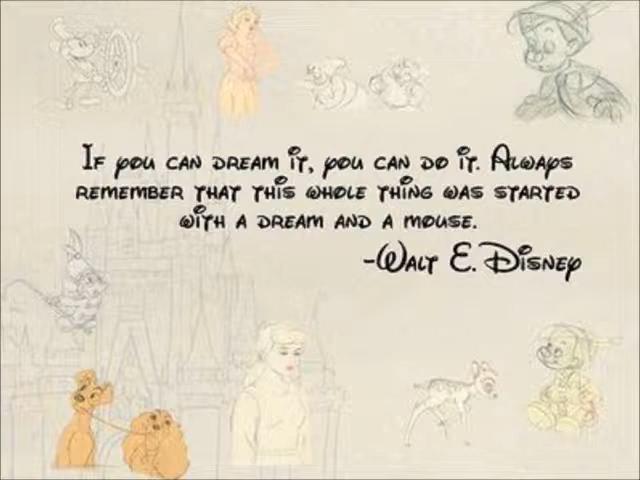 If you can dream it, you can do it. Always
remember that this whole thing was started
with a dream and a mouse.
-Walt E. Disney